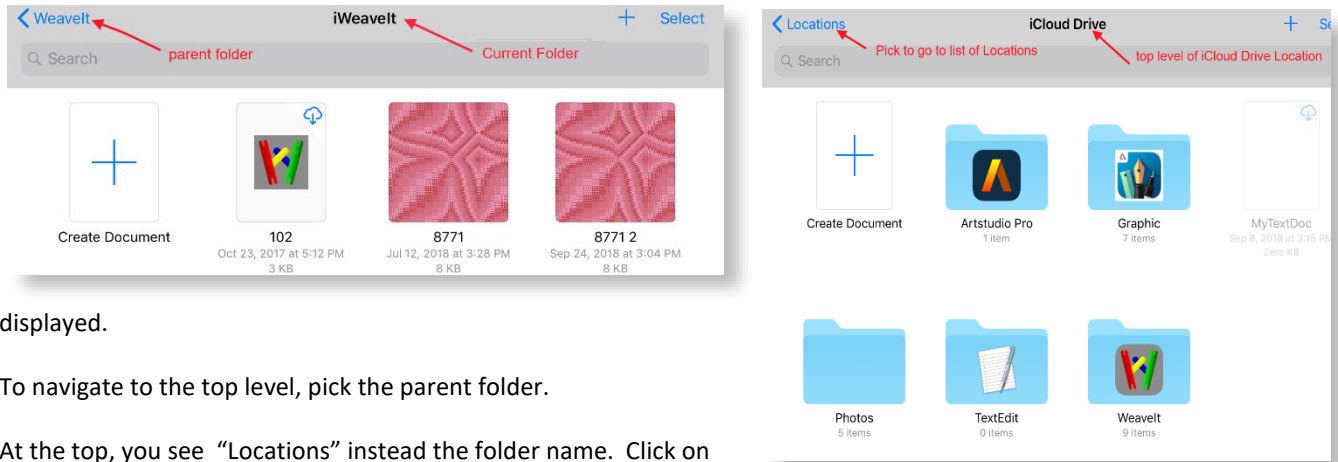 WeaveIt iWeaveIt + Select
parent folder Current Folder
Search
Create Document 102 8771 8771 2
Oct 23, 2017 at 5:12 PM Jul 12, 2018 at 3:28 PM Sep 24, 2018 at 3:04 PM
3 KB 8 KB 8 KB
displayed.
To navigate to the top level, pick the parent folder.
At the top, you see “Locations” instead the folder name. Click on
Locations iCloud Drive + Se
Pick to go to list of Locations top level of iCloud Drive Location
Search
Create Document Artstudio Pro Graphic MyTextDoc
1 item 7 items Sep 8, 2018 at 3:15 PM
Zero KB
Photos TextEdit WeaveIt
5 items 0 items 9 items